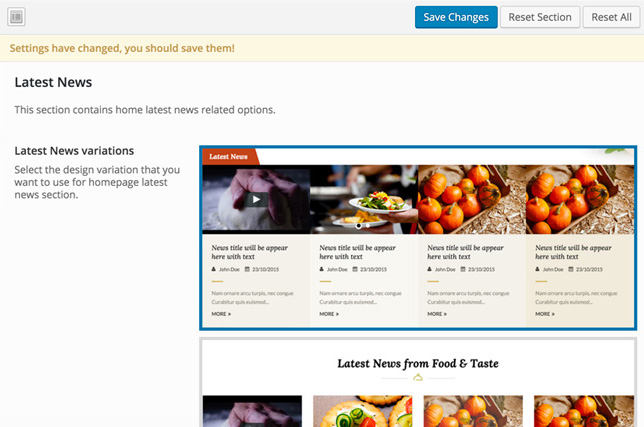 Save Changes Reset Section Reset All
Settings have changed, you should save them!
Latest News
This section contains home latest news related options.
Latest News variations
Select the design variation that you
want to use for homepage latest
news section.
Latest News
News title will be appear
here with text
John Doe 23/10/2015
Nam ornare arcu turpis, nec congue
Curabitur quis euismod...
MORE »
News title will be appear
here with text
John Doe 23/10/2015
Nam ornare arcu turpis, nec congue
Curabitur quis euismod...
MORE »
News title will be appear
here with text
John Doe 23/10/2015
Nam ornare arcu turpis, nec congue
Curabitur quis euismod...
MORE »
News title will be appear
here with text
John Doe 23/10/2015
Nam ornare arcu turpis, nec congue
Curabitur quis euismod...
MORE »
Latest News from Food & Taste